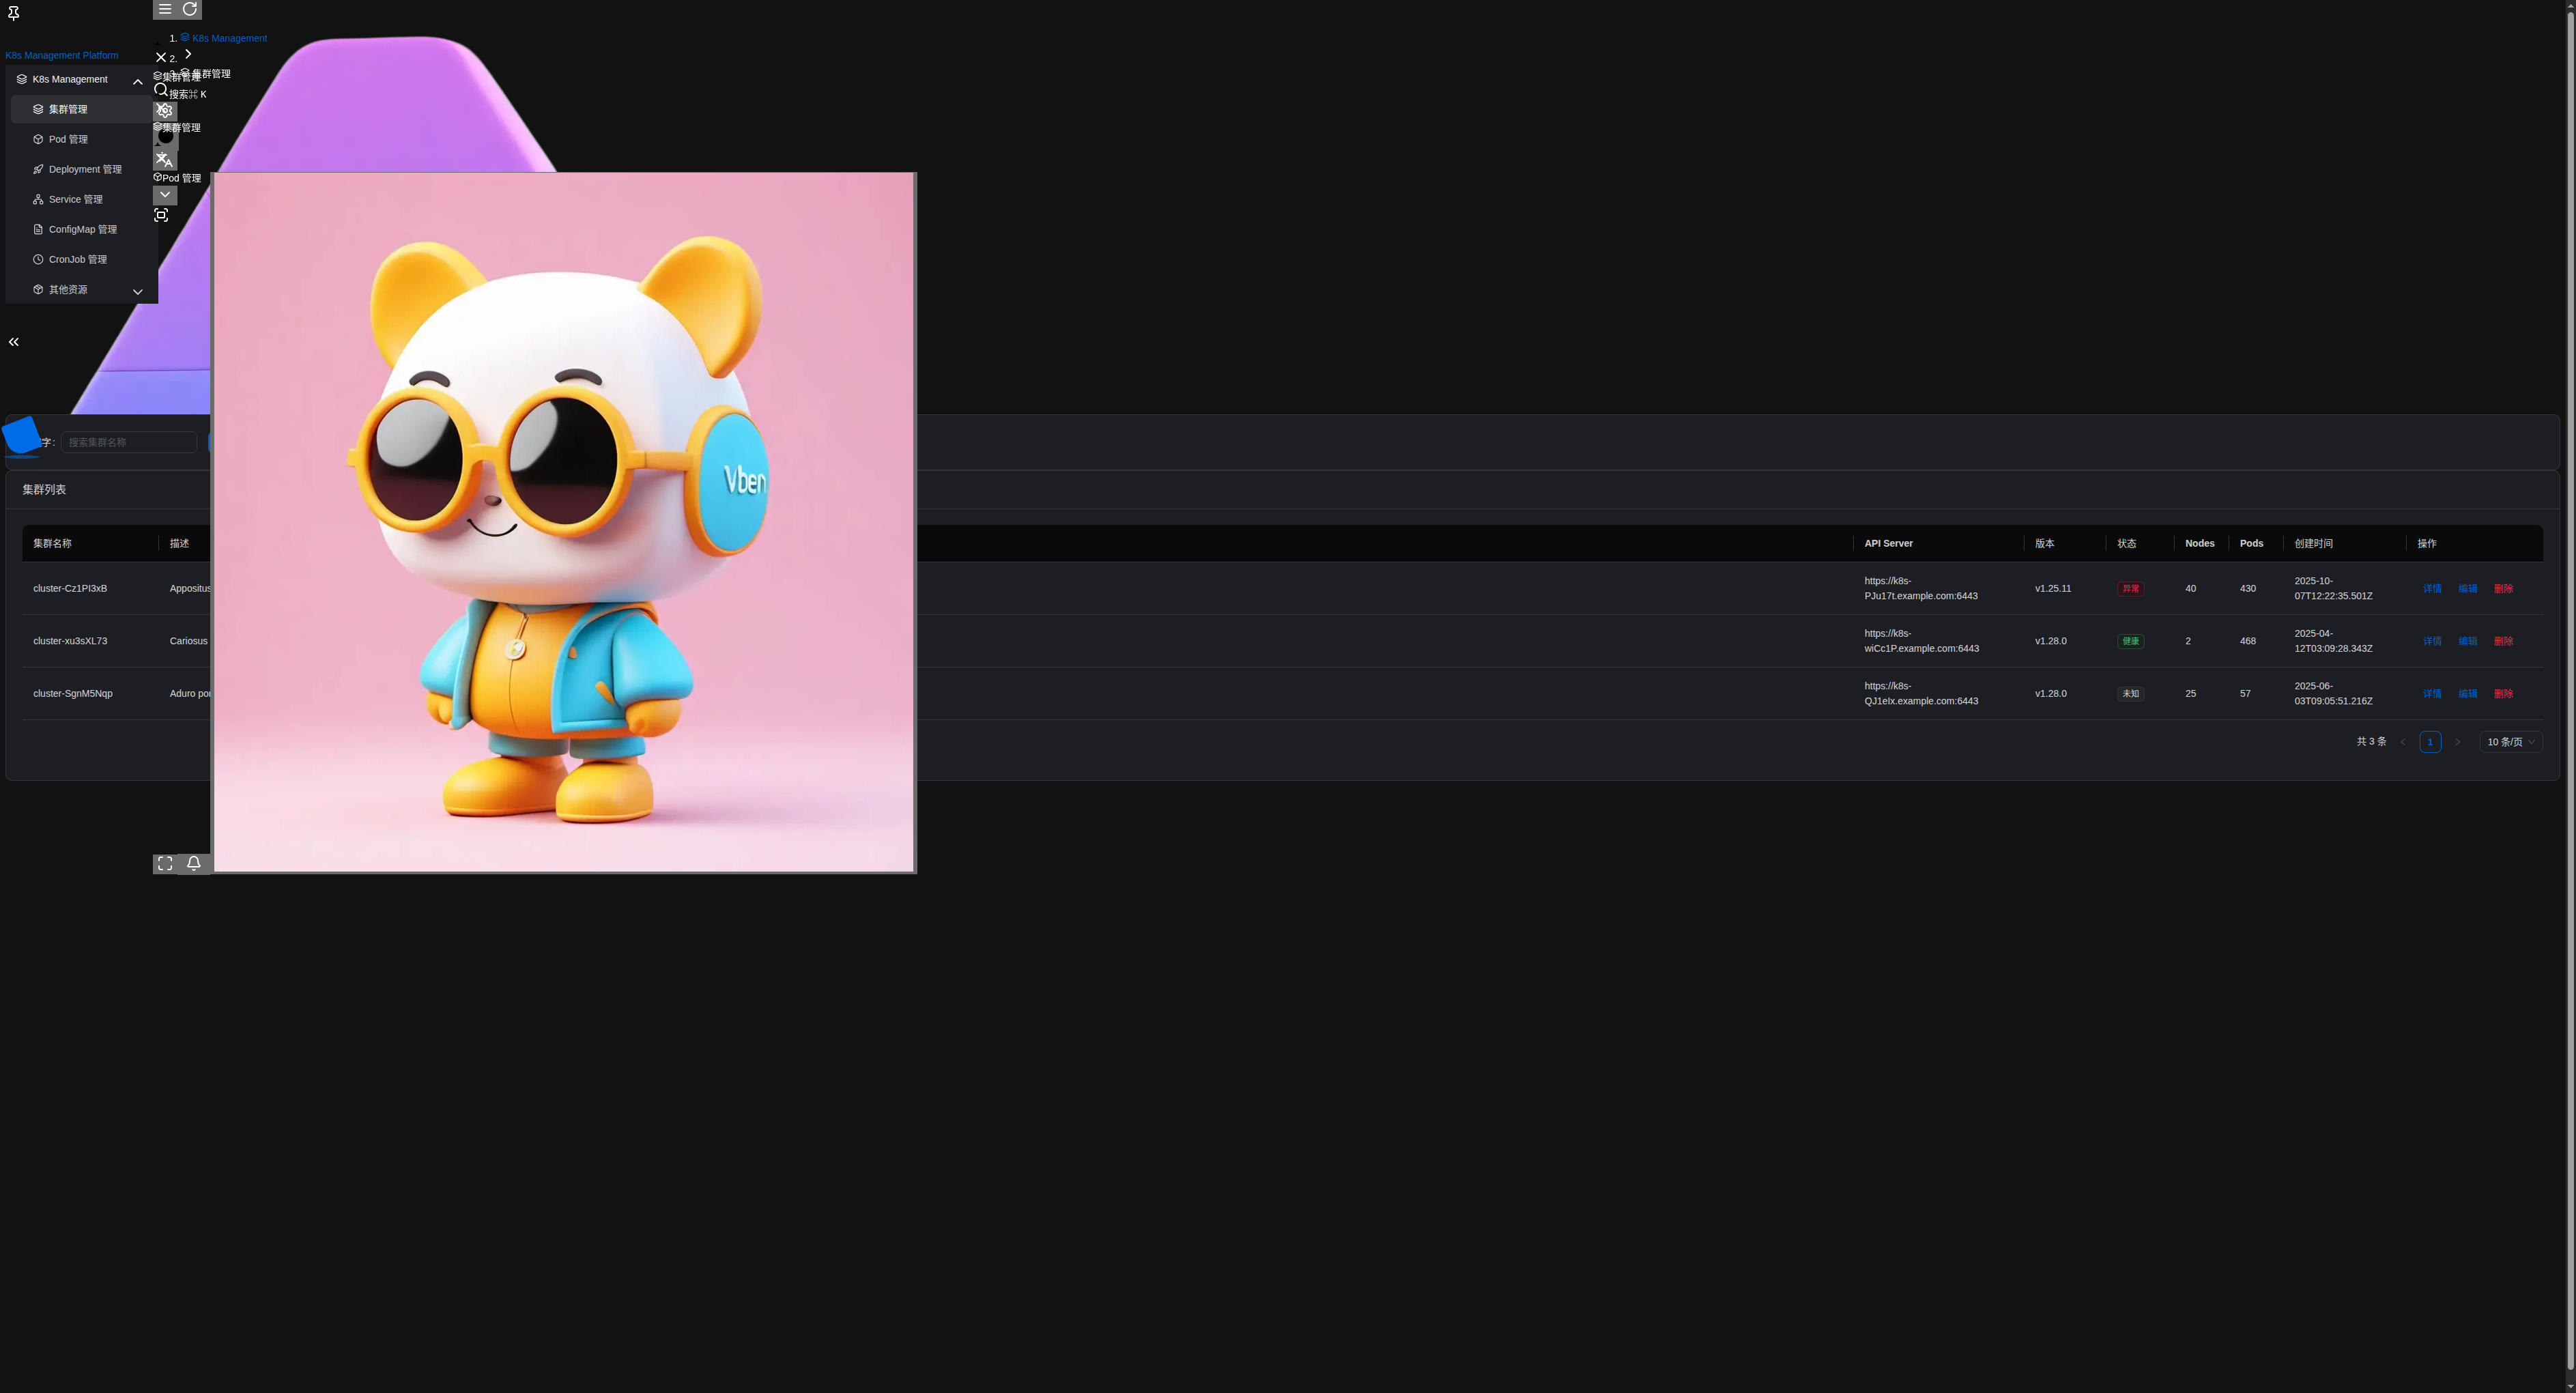 1. K8s Management
K8s Management Platform
2.
K8s Management
集群管理
3. 集群管理
搜索⌘ K
集群管理
集群管理
Pod 管理
Deployment 管理
Pod 管理
Service 管理
ConfigMap 管理
CronJob 管理
其他资源
字:
搜索集群名称
Vben
集群列表
集群名称 描述 API Server 版本 状态 Nodes Pods 创建时间 操作
cluster-Cz1PI3xB Appositus https://k8s-PJu17t.example.com:6443 v1.25.11 异常 40 430 2025-10-07T12:22:35.501Z 详情 编辑 删除
cluster-xu3sXL73 Cariosus https://k8s-wiCc1P.example.com:6443 v1.28.0 健康 2 468 2025-04-12T03:09:28.343Z 详情 编辑 删除
cluster-SgnM5Nqp Aduro por https://k8s-QJ1eIx.example.com:6443 v1.28.0 未知 25 57 2025-06-03T09:05:51.216Z 详情 编辑 删除
共 3 条 1 10 条/页